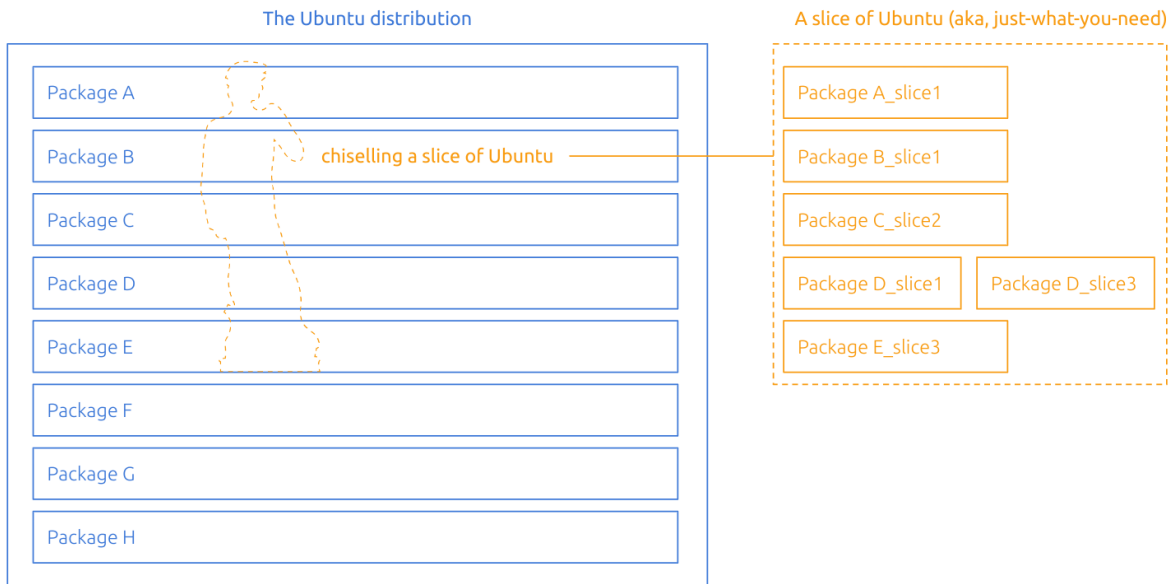 The Ubuntu distribution
A slice of Ubuntu (aka, just-what-you-need)
Package A
Package B
chiselling a slice of Ubuntu
Package C
Package D
Package E
Package F
Package G
Package H
Package A_slice1
Package B_slice1
Package C_slice2
Package D_slice1
Package D_slice3
Package E_slice3